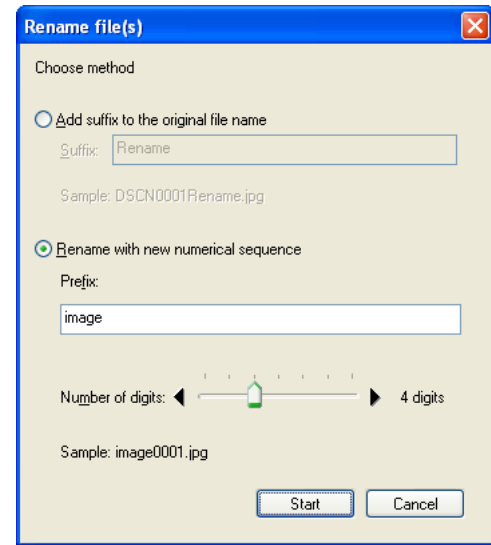 Rename file(s)
Choose method
Add suffix to the original file name
Suffix: Rename
Sample: DSCN0001Rename.jpg
Rename with new numerical sequence
Prefix:
image
Number of digits: 4 digits
Sample: image0001.jpg
Start Cancel